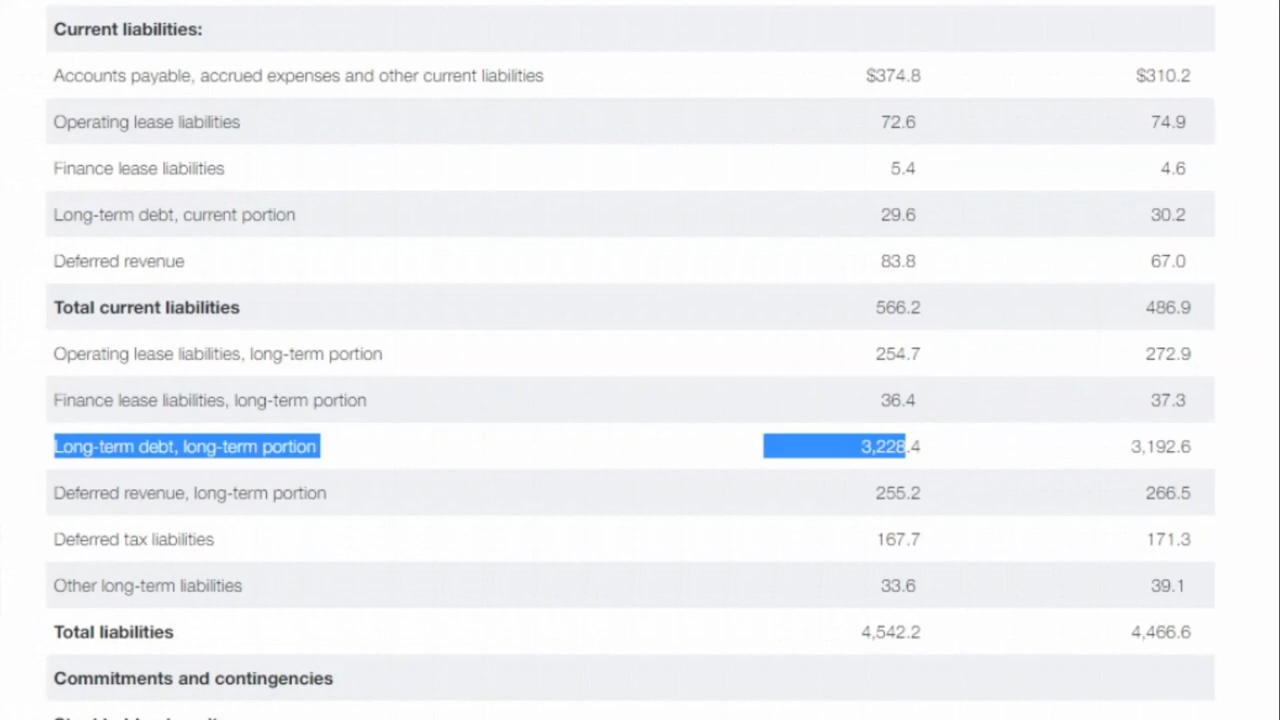 Current liabilities:
Accounts payable, accrued expenses and other current liabilities $374.8 $310.2
Operating lease liabilities 72.6 74.9
Finance lease liabilities 5.4 4.6
Long-term debt, current portion 29.6 30.2
Deferred revenue 83.8 67.0
Total current liabilities 566.2 486.9
Operating lease liabilities, long-term portion 254.7 272.9
Finance lease liabilities, long-term portion 36.4 37.3
Long-term debt, long-term portion 3,228.4 3,192.6
Deferred revenue, long-term portion 255.2 266.5
Deferred tax liabilities 167.7 171.3
Other long-term liabilities 33.6 39.1
Total liabilities 4,542.2 4,466.6
Commitments and contingencies